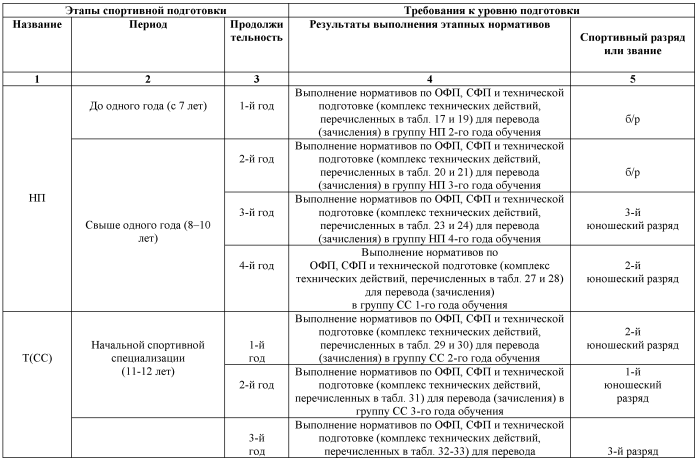 Этапы спортивной подготовки
Требования к уровню подготовки
Название
Период
Продолжи
тельность
Результаты выполнения этапных нормативов
Спортивный разряд
или звание
1
2
3
4
5
НП
До одного года (с 7 лет)
1-й год
Выполнение нормативов по ОФП, СФП и технической
подготовке (комплекс технических действий,
перечисленных в табл. 17 и 19) для перевода
(зачисления) в группу НП 2-го года обучения
б/р
Свыше одного года (8–10
лет)
2-й год
Выполнение нормативов по ОФП, СФП и технической
подготовке (комплекс технических действий,
перечисленных в табл. 20 и 21) для перевода
(зачисления) в группу НП 3-го года обучения
б/р
3-й год
Выполнение нормативов по ОФП, СФП и технической
подготовке (комплекс технических действий,
перечисленных в табл. 23 и 24) для перевода
(зачисления) в группу НП 4-го года обучения
3-й
юношеский разряд
4-й год
Выполнение нормативов по
ОФП, СФП и технической подготовке (комплекс
технических действий, перечисленных в табл. 27 и 28)
для перевода (зачисления)
в группу СС 1-го года обучения
2-й
юношеский разряд
Т(СС)
Начальной спортивной
специализации
(11-12 лет)
1-й
год
Выполнение нормативов по ОФП, СФП и технической
подготовке (комплекс технических действий,
перечисленных в табл. 29 и 30) для перевода
(зачисления) в группу СС 2-го года обучения
2-й
юношеский разряд
2-й год
Выполнение нормативов по ОФП, СФП и технической
подготовке (комплекс технических действий,
перечисленных в табл. 31) для перевода (зачисления) в
группу СС 3-го года обучения
1-й
юношеский
разряд
3-й
год
Выполнение нормативов по ОФП, СФП и технической
подготовке (комплекс технических действий,
перечисленных в табл. 32-33) для перевода
3-й разряд